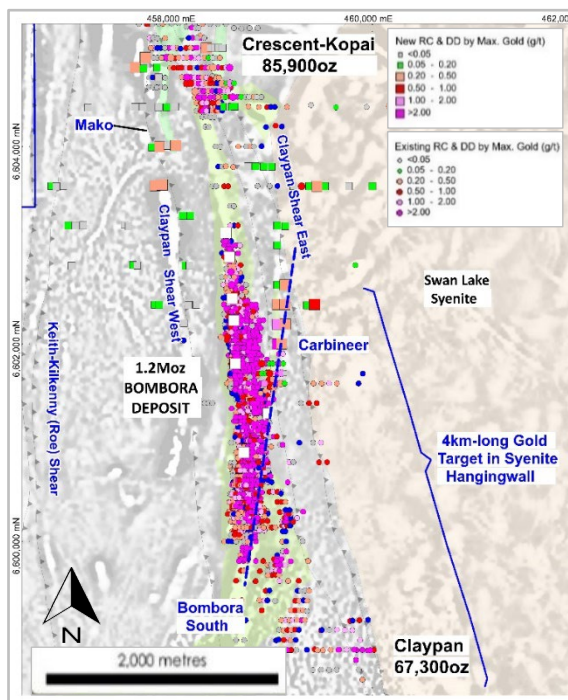 458,000 mE
460,000 mE
462,00
Crescent-Kopai
85,900oz
New RC & DD by Max. Gold (g/t)
<0.05
0.05 - 0.20
0.20 - 0.50
0.50 - 1.00
1.00 - 2.00
>2.00
Existing RC & DD by Max. Gold (g/t)
<0.05
0.05 - 0.20
0.20 - 0.50
0.50 - 1.00
1.00 - 2.00
>2.00
Mako
6,604,000 mN
Claypan Shear East
Claypan Shear West
Swan Lake
Syenite
Keith-Kilkenny (Roe) Shear
6,602,000 mN
Carbineer
1.2Moz
BOMBORA
DEPOSIT
4km-long Gold
Target in Syenite
Hangingwall
6,600,000 mN
Bombora
South
N
Claypan
67,300oz
2,000 metres